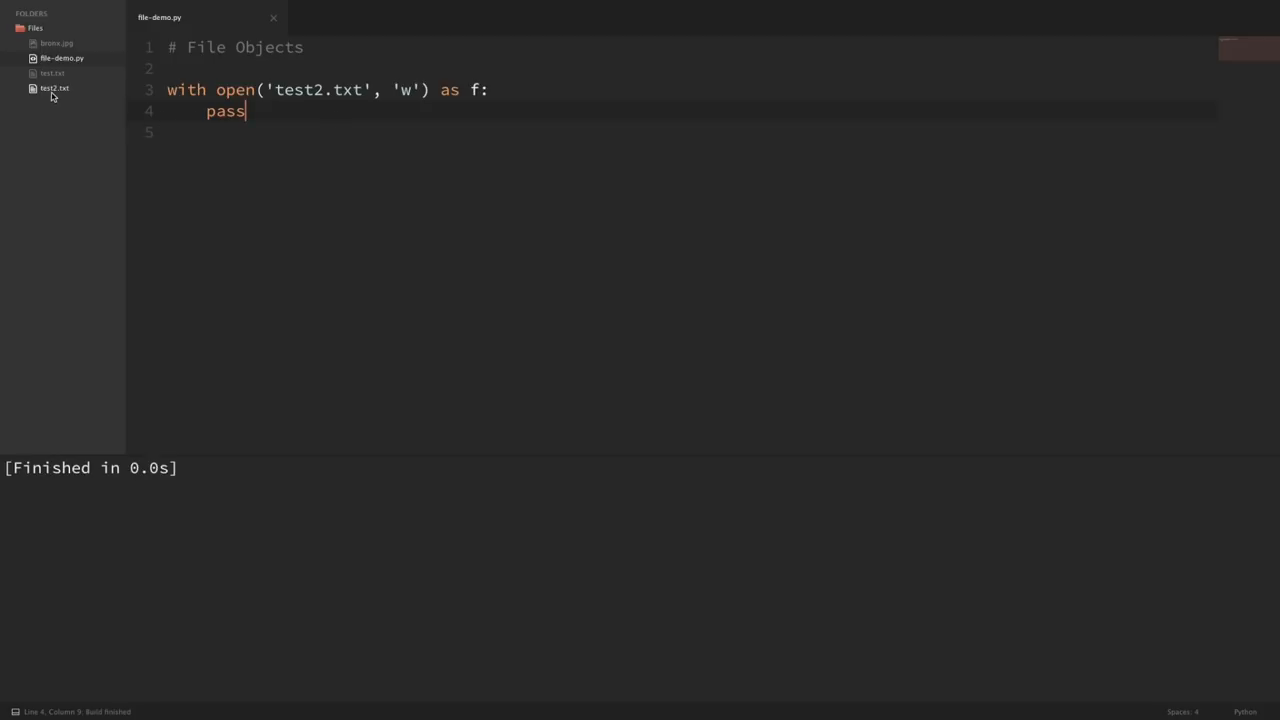 FOLDERS
Files
bronx.jpg
file-demo.py
test.txt
test2.txt
file-demo.py
1 # File Objects
2
3 with open('test2.txt', 'w') as f:
4     pass
5
[Finished in 0.0s]
Line 4, Column 9; Build finished
Spaces: 4
Python